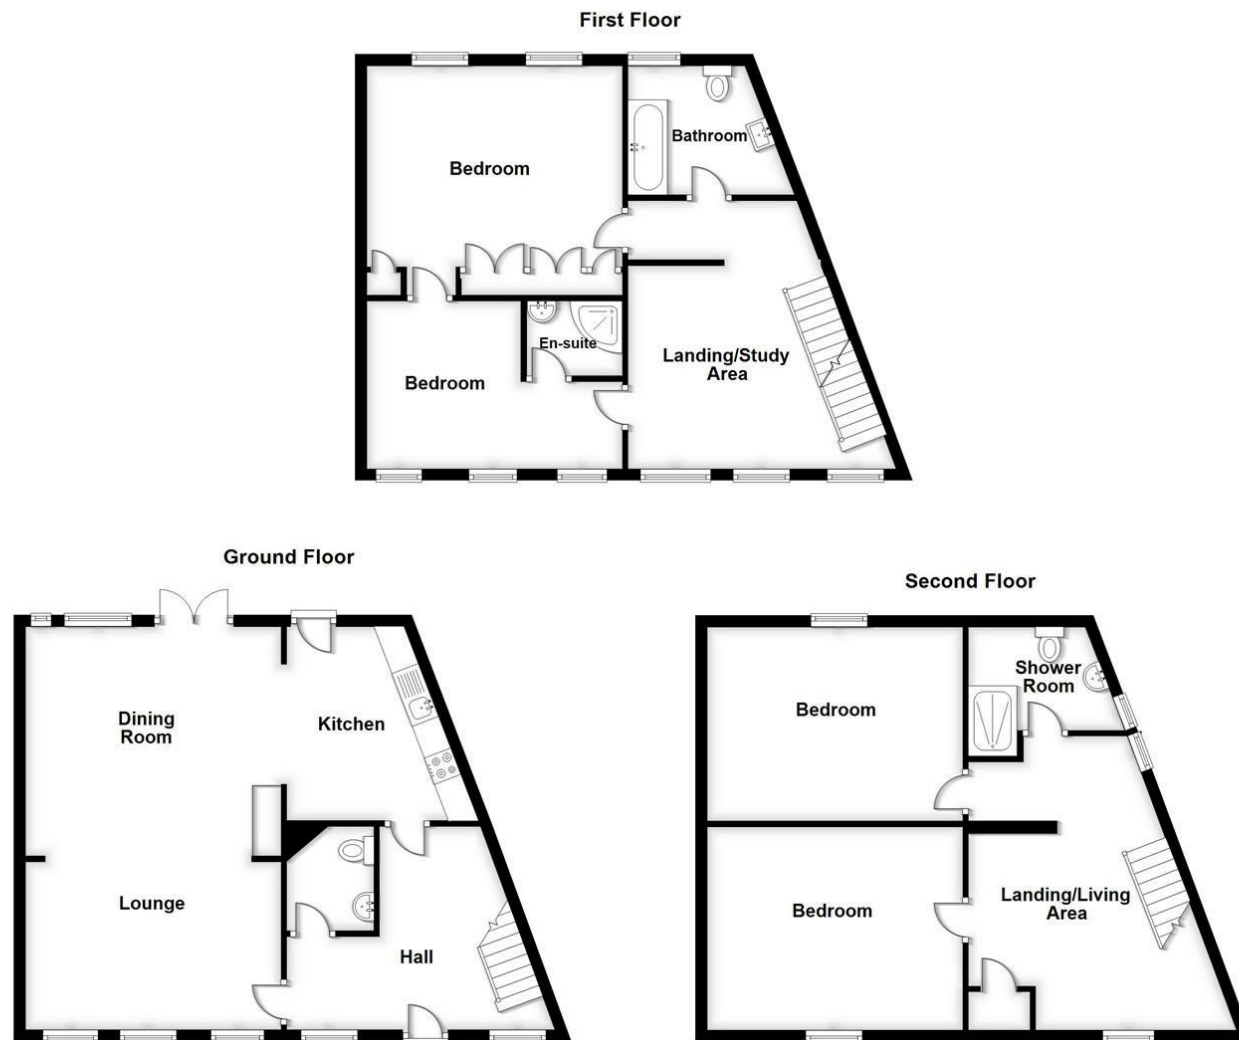 First Floor
Bedroom
Bathroom
En-suite
Bedroom
Landing/Study
Area
Ground Floor
Dining
Room
Kitchen
Lounge
Hall
Second Floor
Bedroom
Shower
Room
Bedroom
Landing/Living
Area